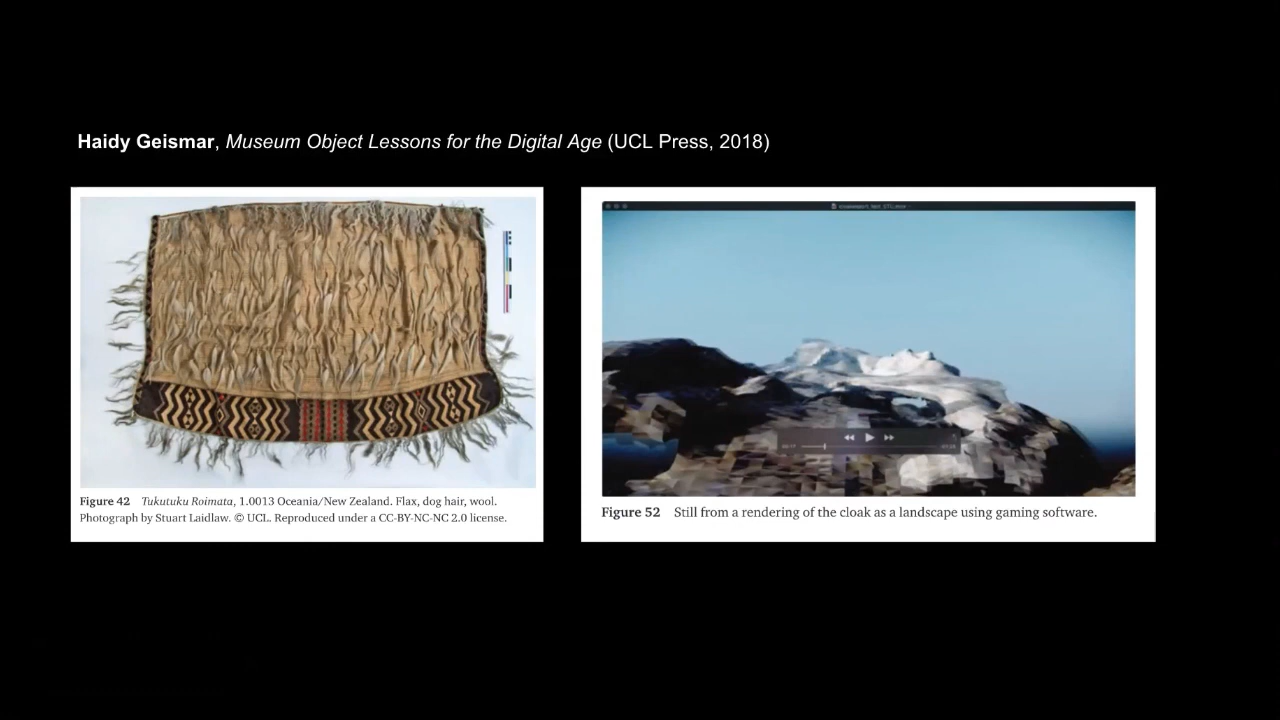 Haidy Geismar, Museum Object Lessons for the Digital Age (UCL Press, 2018)
Figure 42 Tukutuku Roimata, 1.0013 Oceania/New Zealand. Flax, dog hair, wool.
Photograph by Stuart Laidlaw. © UCL. Reproduced under a CC-BY-NC-NC 2.0 license.
Figure 52 Still from a rendering of the cloak as a landscape using gaming software.